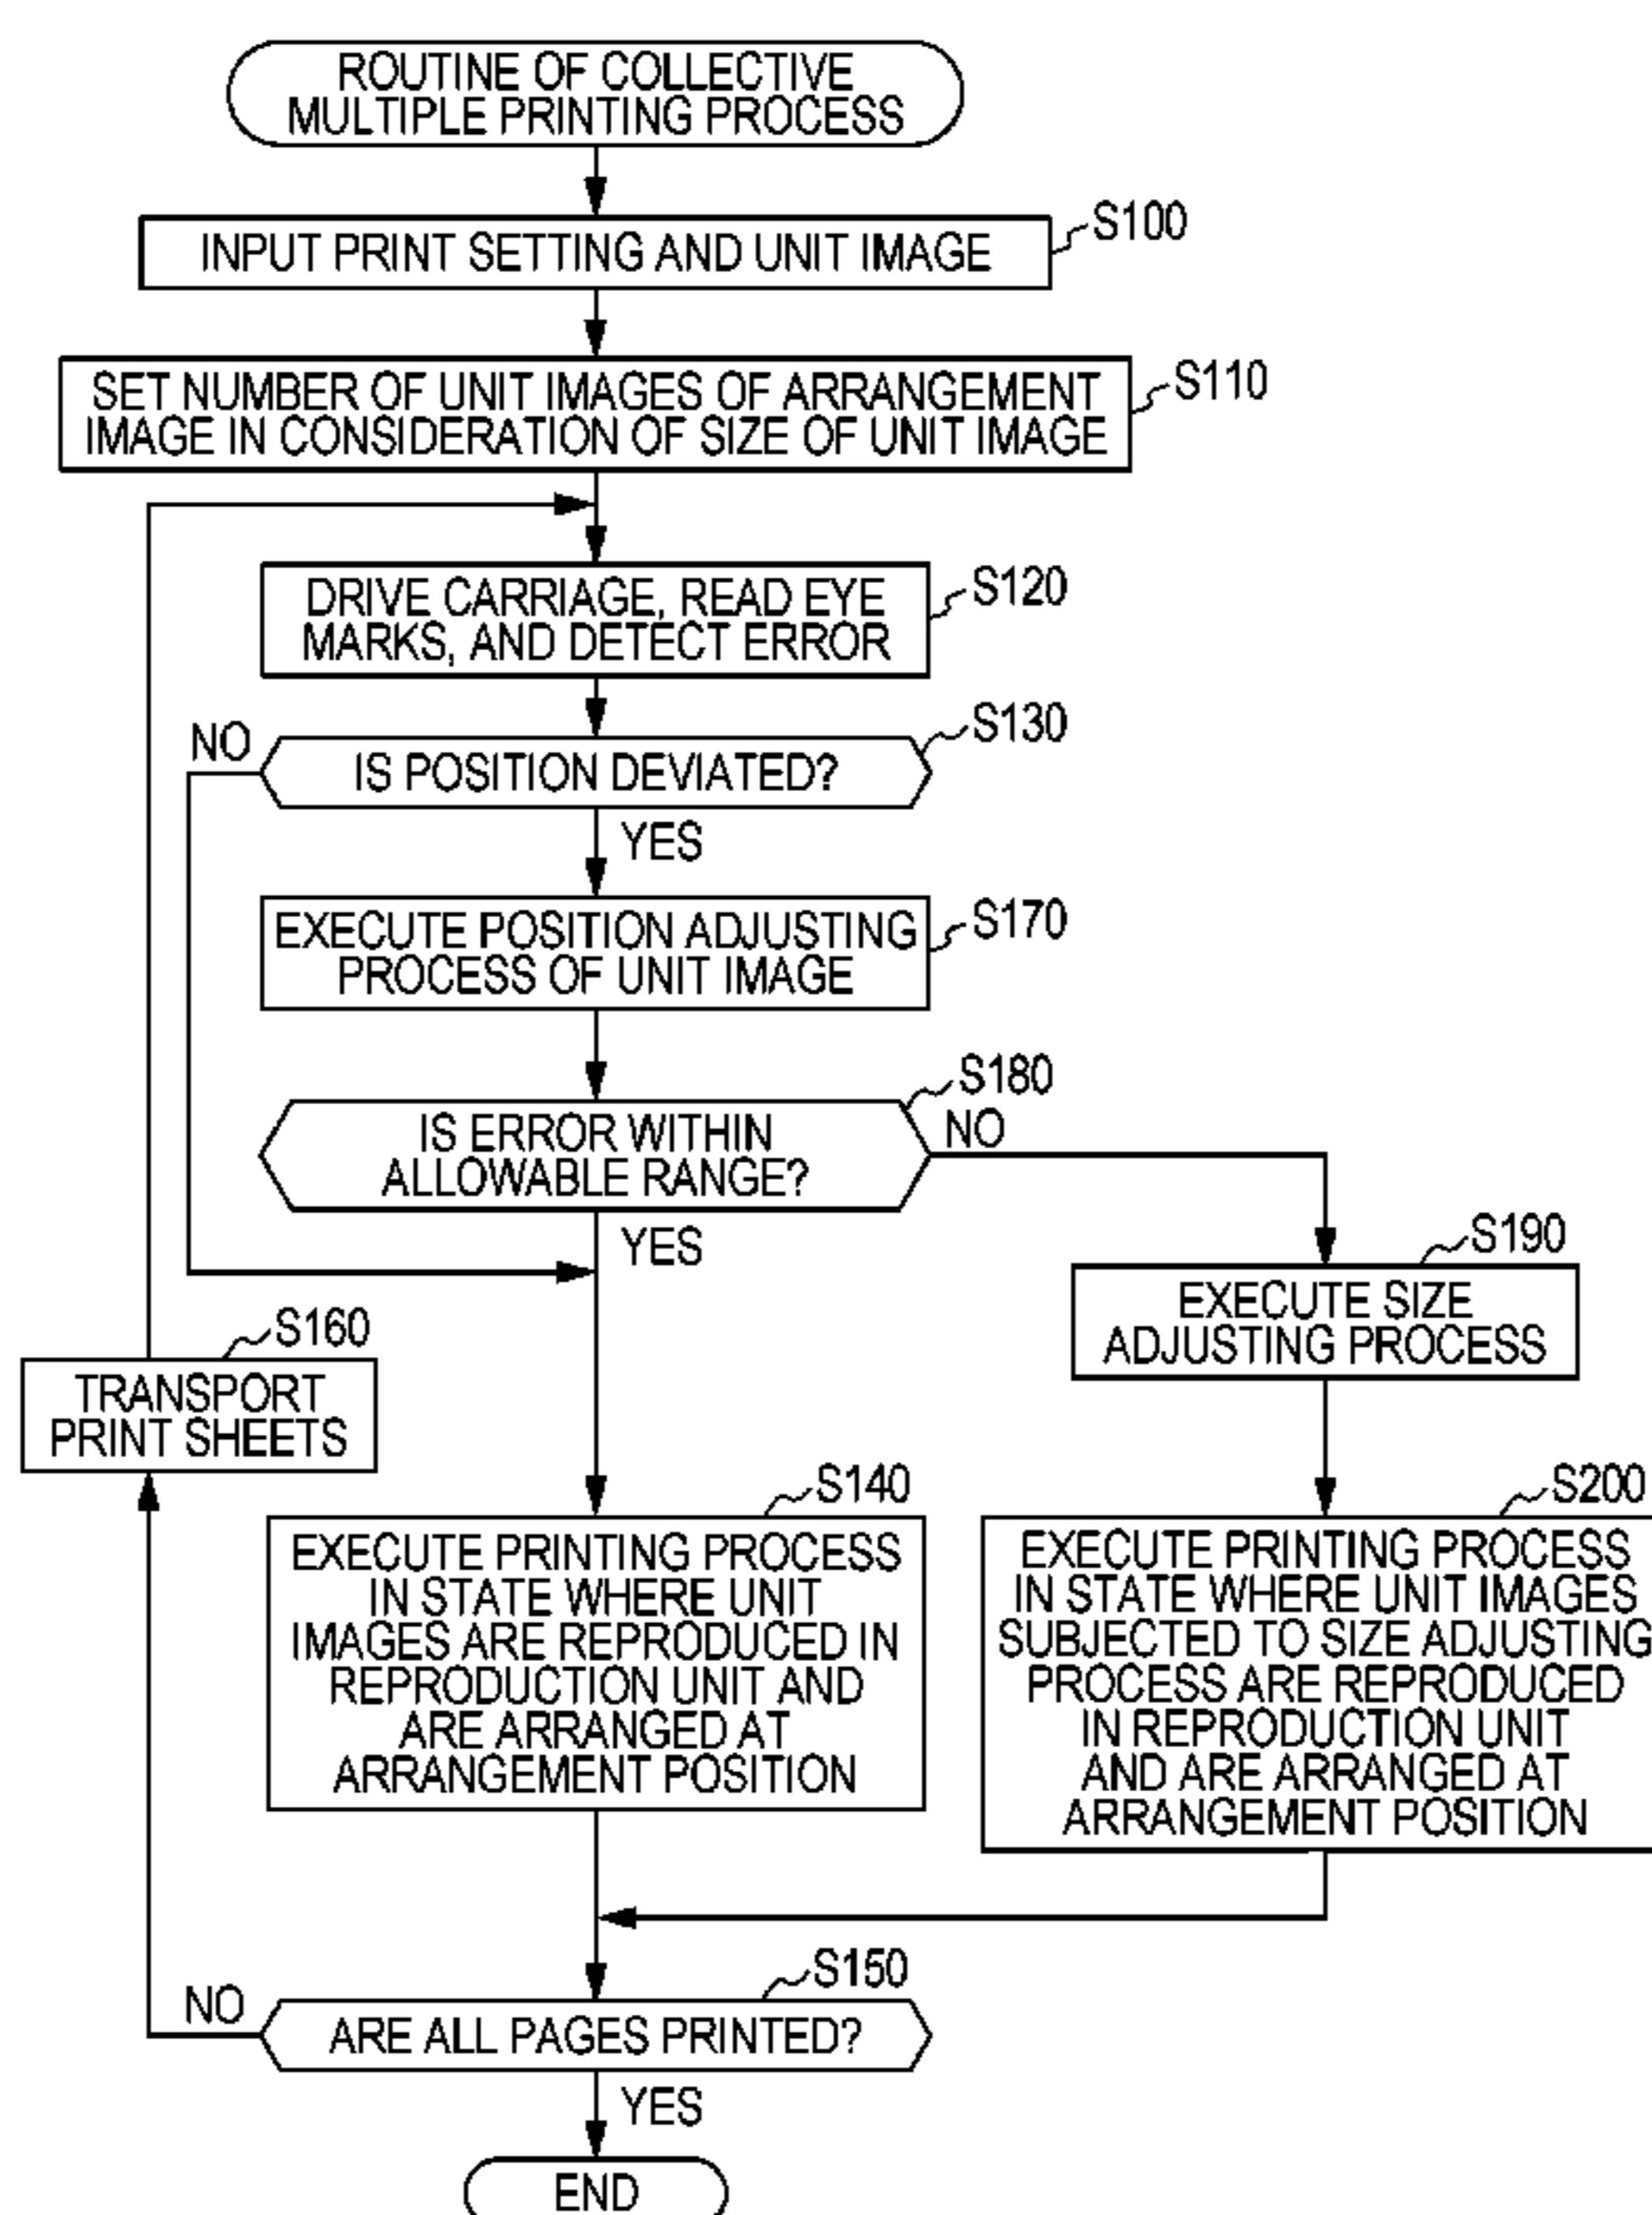 ROUTINE OF COLLECTIVE
MULTIPLE PRINTING PROCESS
S100
INPUT PRINT SETTING AND UNIT IMAGE
S110
SET NUMBER OF UNIT IMAGES OF ARRANGEMENT
IMAGE IN CONSIDERATION OF SIZE OF UNIT IMAGE
S120
DRIVE CARRIAGE, READ EYE
MARKS, AND DETECT ERROR
S130
NO
IS POSITION DEVIATED?
YES
S170
EXECUTE POSITION ADJUSTING
PROCESS OF UNIT IMAGE
S180
NO
IS ERROR WITHIN
ALLOWABLE RANGE?
YES
S190
EXECUTE SIZE
ADJUSTING PROCESS
S160
TRANSPORT
PRINT SHEETS
S140
EXECUTE PRINTING PROCESS
IN STATE WHERE UNIT
IMAGES ARE REPRODUCED IN
REPRODUCTION UNIT AND
ARE ARRANGED AT
ARRANGEMENT POSITION
S200
EXECUTE PRINTING PROCESS
IN STATE WHERE UNIT IMAGES
SUBJECTED TO SIZE ADJUSTING
PROCESS ARE REPRODUCED
IN REPRODUCTION UNIT
AND ARE ARRANGED AT
ARRANGEMENT POSITION
S150
NO
ARE ALL PAGES PRINTED?
YES
END